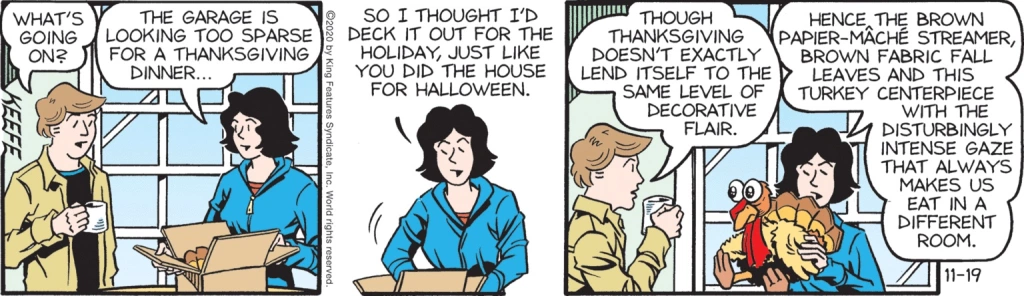 WHAT'S
GOING
ON?
THE GARAGE IS
LOOKING TOO SPARSE
FOR A THANKSGIVING
DINNER...
©2020 by King Features Syndicate, Inc. World rights reserved.
SO I THOUGHT I'D
DECK IT OUT FOR THE
HOLIDAY, JUST LIKE
YOU DID THE HOUSE
FOR HALLOWEEN.
THOUGH
THANKSGIVING
DOESN'T EXACTLY
LEND ITSELF TO THE
SAME LEVEL OF
DECORATIVE
FLAIR.
HENCE THE BROWN
PAPIER-MÂCHÉ STREAMER,
BROWN FABRIC FALL
LEAVES AND THIS
TURKEY CENTERPIECE
WITH THE
DISTURBINGLY
INTENSE GAZE
THAT ALWAYS
MAKES US
EAT IN A
DIFFERENT
ROOM.
11-19